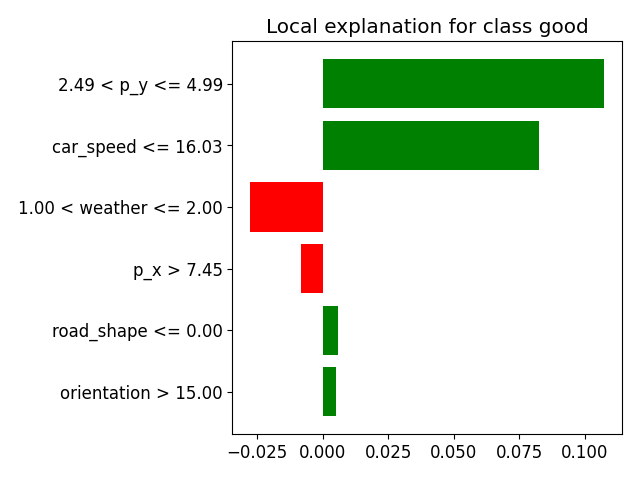 Local explanation for class good
2.49 < p_y <= 4.99
car_speed <= 16.03
1.00 < weather <= 2.00
p_x > 7.45
road_shape <= 0.00
orientation > 15.00
−0.025 0.000 0.025 0.050 0.075 0.100